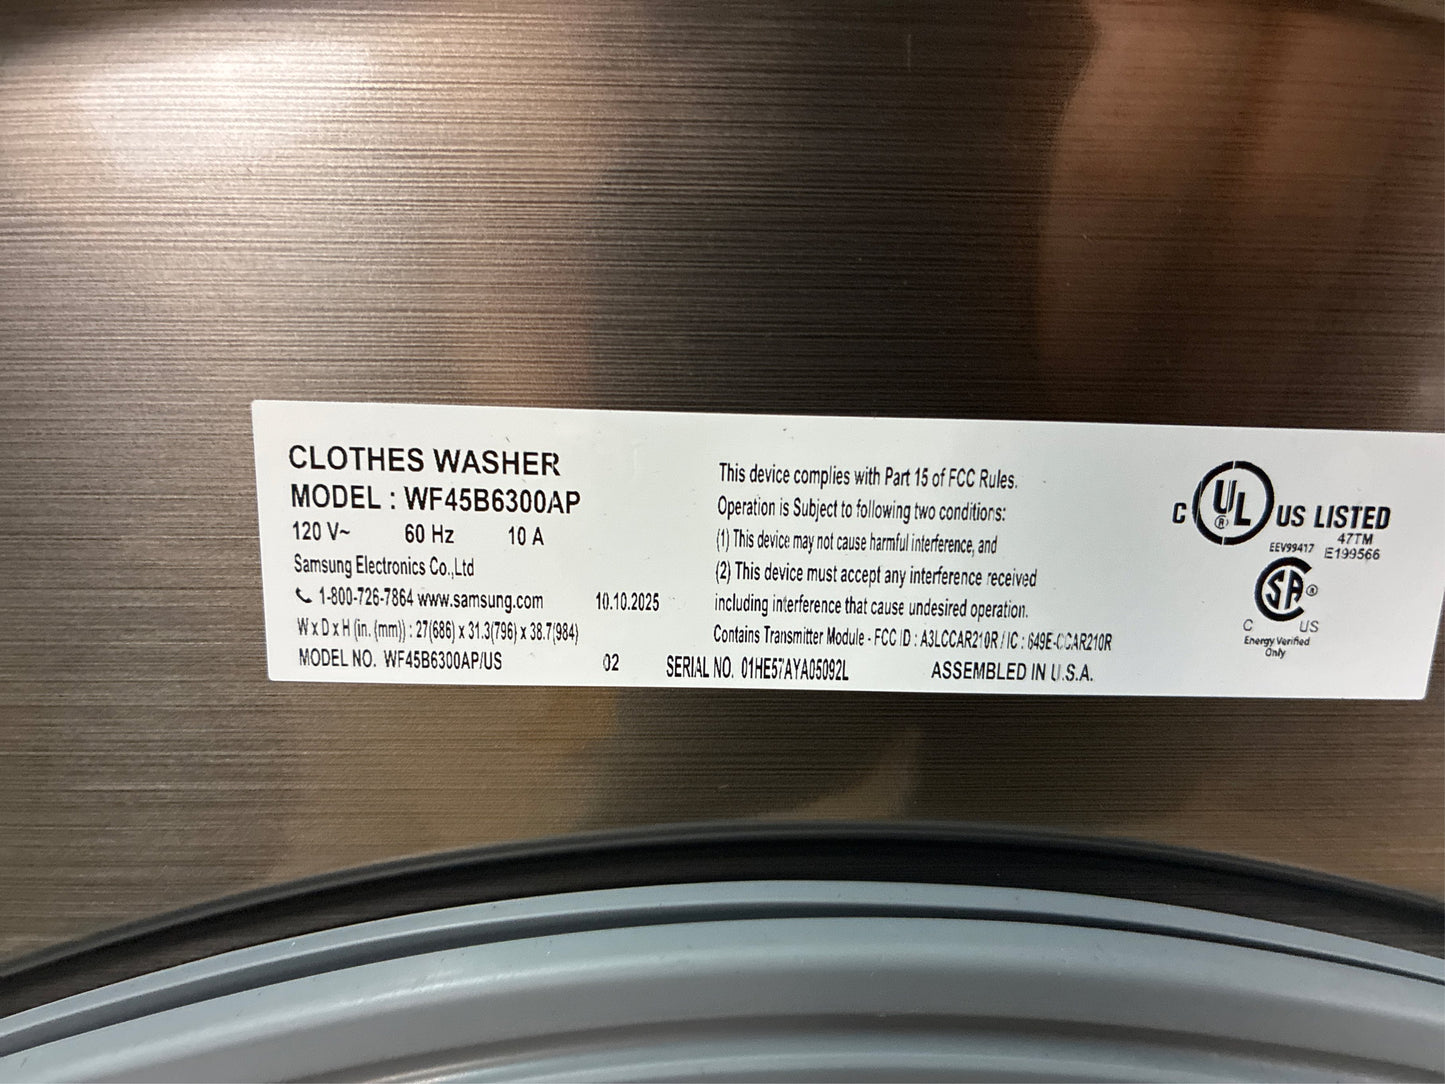 CLOTHES WASHER
MODEL : WF45B6300AP
120 V~ 60 Hz 10 A
Samsung Electronics Co.,Ltd
1-800-726-7864 www.samsung.com 10.10.2025
W x D x H (in. (mm)) : 27(686) x 31.3(796) x 38.7(984)
MODEL NO. WF45B6300AP/US 02 SERIAL NO. 01HE57AYA05092L ASSEMBLED IN U.S.A.
This device complies with Part 15 of FCC Rules.
Operation is Subject to following two conditions:
(1) This device may not cause harmful interference, and
(2) This device must accept any interference received
including interference that cause undesired operation.
Contains Transmitter Module - FCC ID : A3LCCAR210R / IC : 649E-CCAR210R
C UL ® US LISTED
47TM
EEV99417 E199566
SA ®
C US
Energy Verified
Only